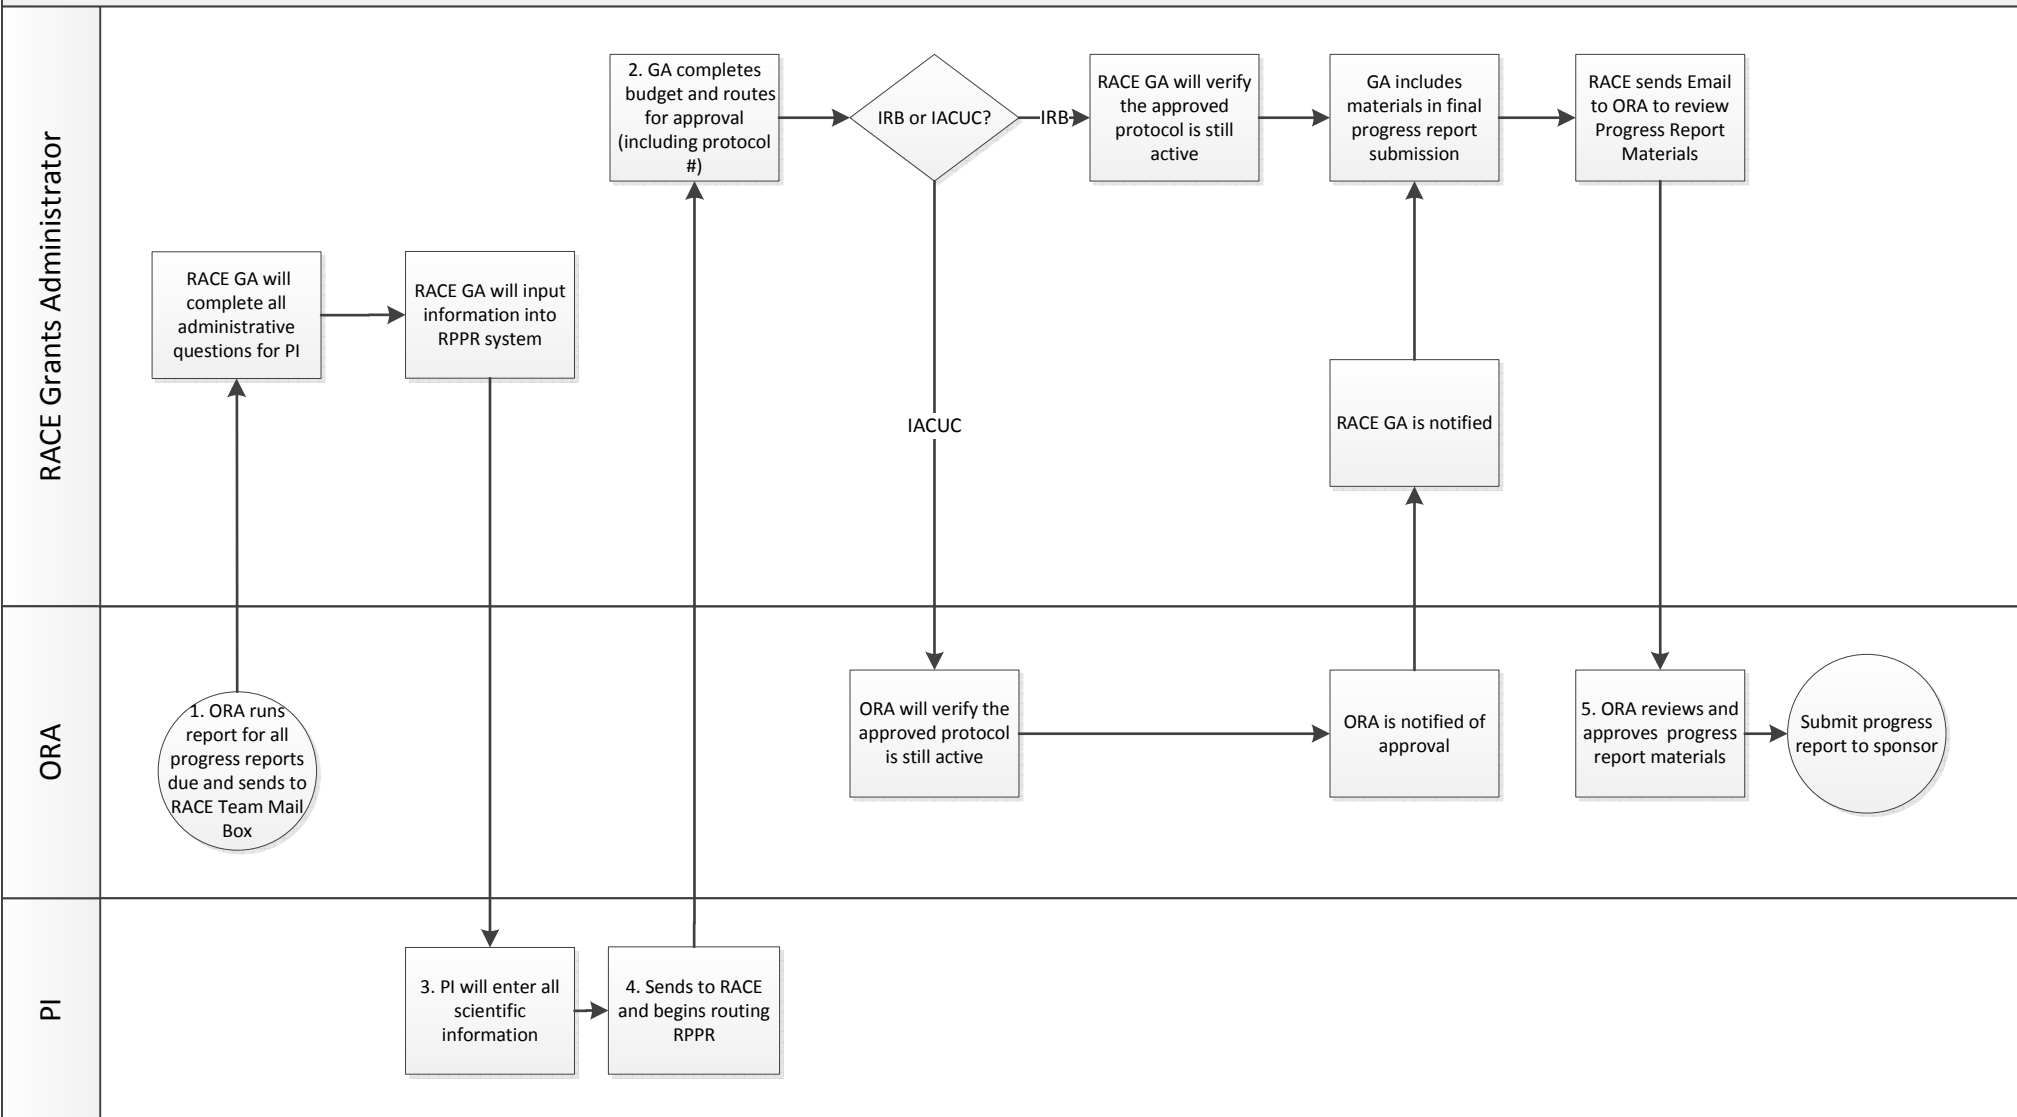 RACE Grants Administrator
2. GA completes
budget and routes
for approval
(including protocol
#)
IRB or IACUC?
IRB
RACE GA will verify
the approved
protocol is still
active
GA includes
materials in final
progress report
submission
RACE sends Email
to ORA to review
Progress Report
Materials
RACE GA will
complete all
administrative
questions for PI
RACE GA will input
information into
RPPR system
IACUC
RACE GA is notified
ORA
1. ORA runs
report for all
progress reports
due and sends to
RACE Team Mail
Box
ORA will verify the
approved protocol
is still active
ORA is notified of
approval
5. ORA reviews and
approves progress
report materials
Submit progress
report to sponsor
PI
3. PI will enter all
scientific
information
4. Sends to RACE
and begins routing
RPPR